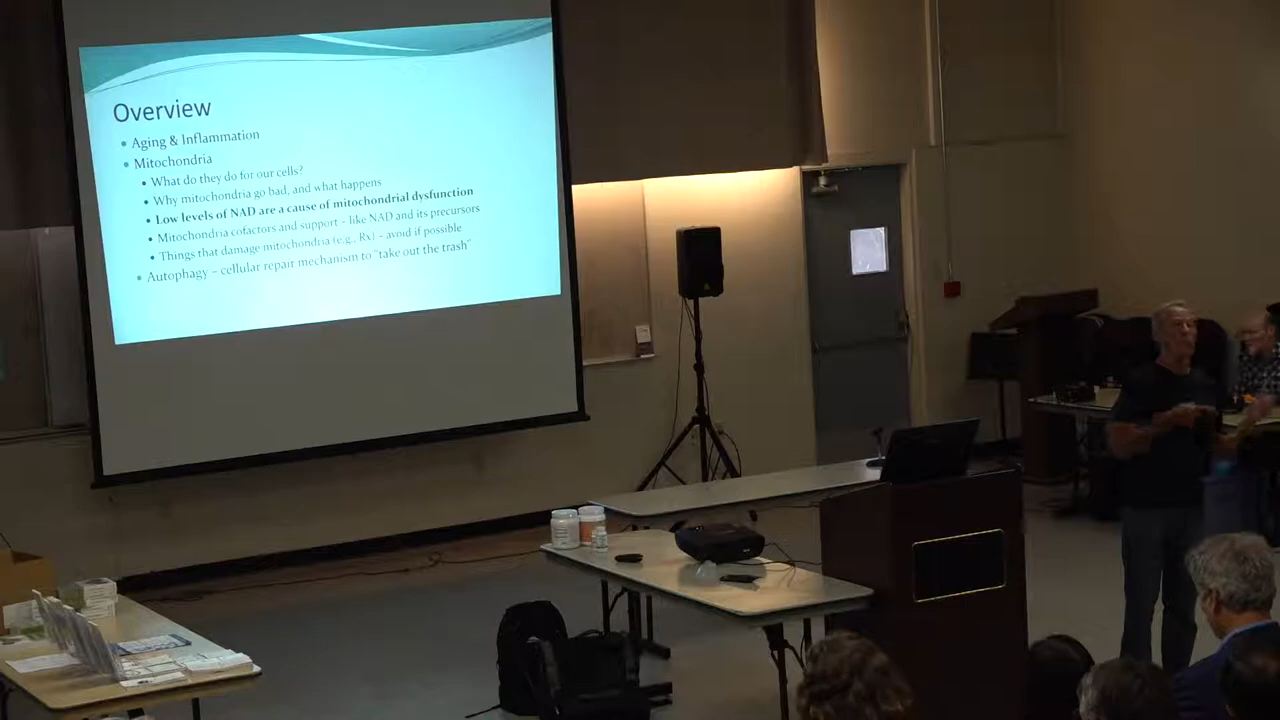 Overview
• Aging & Inflammation
• Mitochondria
• What do they do for our cells?
• Why mitochondria go bad, and what happens
• Low levels of NAD are a cause of mitochondrial dysfunction
• Mitochondria cofactors and support – like NAD and its precursors
• Things that damage mitochondria (e.g., Rx) – avoid if possible
• Autophagy – cellular repair mechanism to "take out the trash"